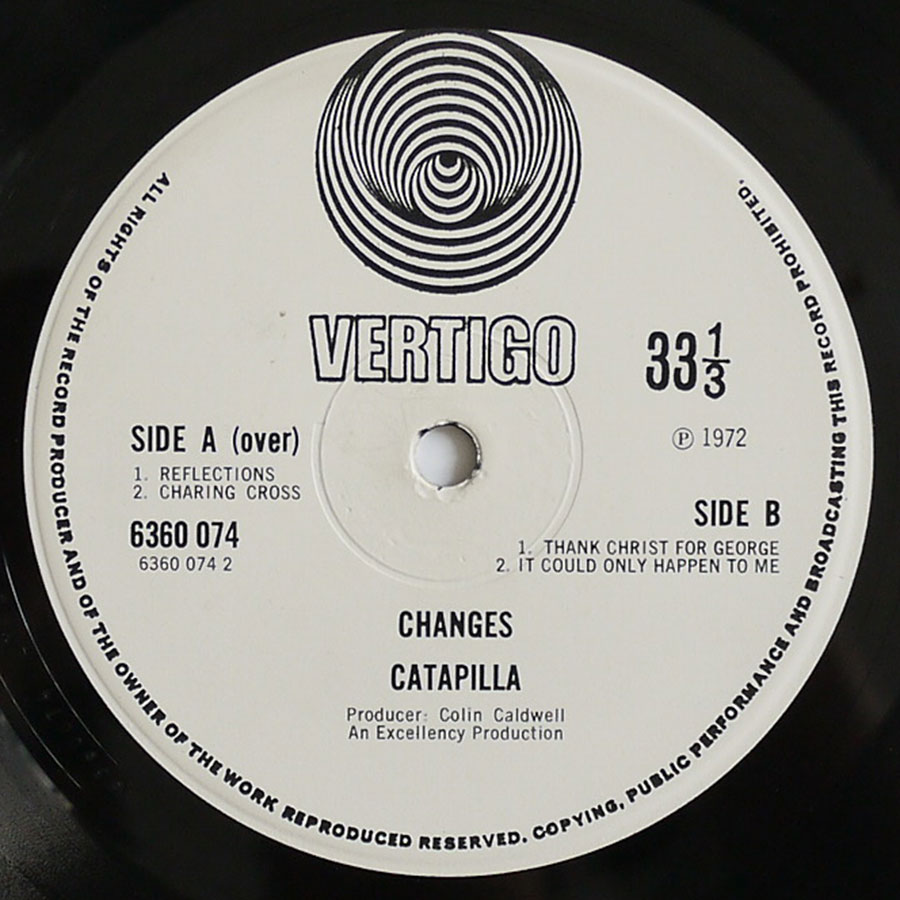 VERTIGO
33 1/3
SIDE A (over)
1. REFLECTIONS
2. CHARING CROSS
6360 074
6360 074 2
Ⓟ 1972
SIDE B
1. THANK CHRIST FOR GEORGE
2. IT COULD ONLY HAPPEN TO ME
CHANGES
CATAPILLA
Producer: Colin Caldwell
An Excellency Production
ALL RIGHTS OF THE RECORD PRODUCER AND OF THE OWNER OF THE WORK REPRODUCED RESERVED. COPYING, PUBLIC PERFORMANCE AND BROADCASTING THIS RECORD PROHIBITED.